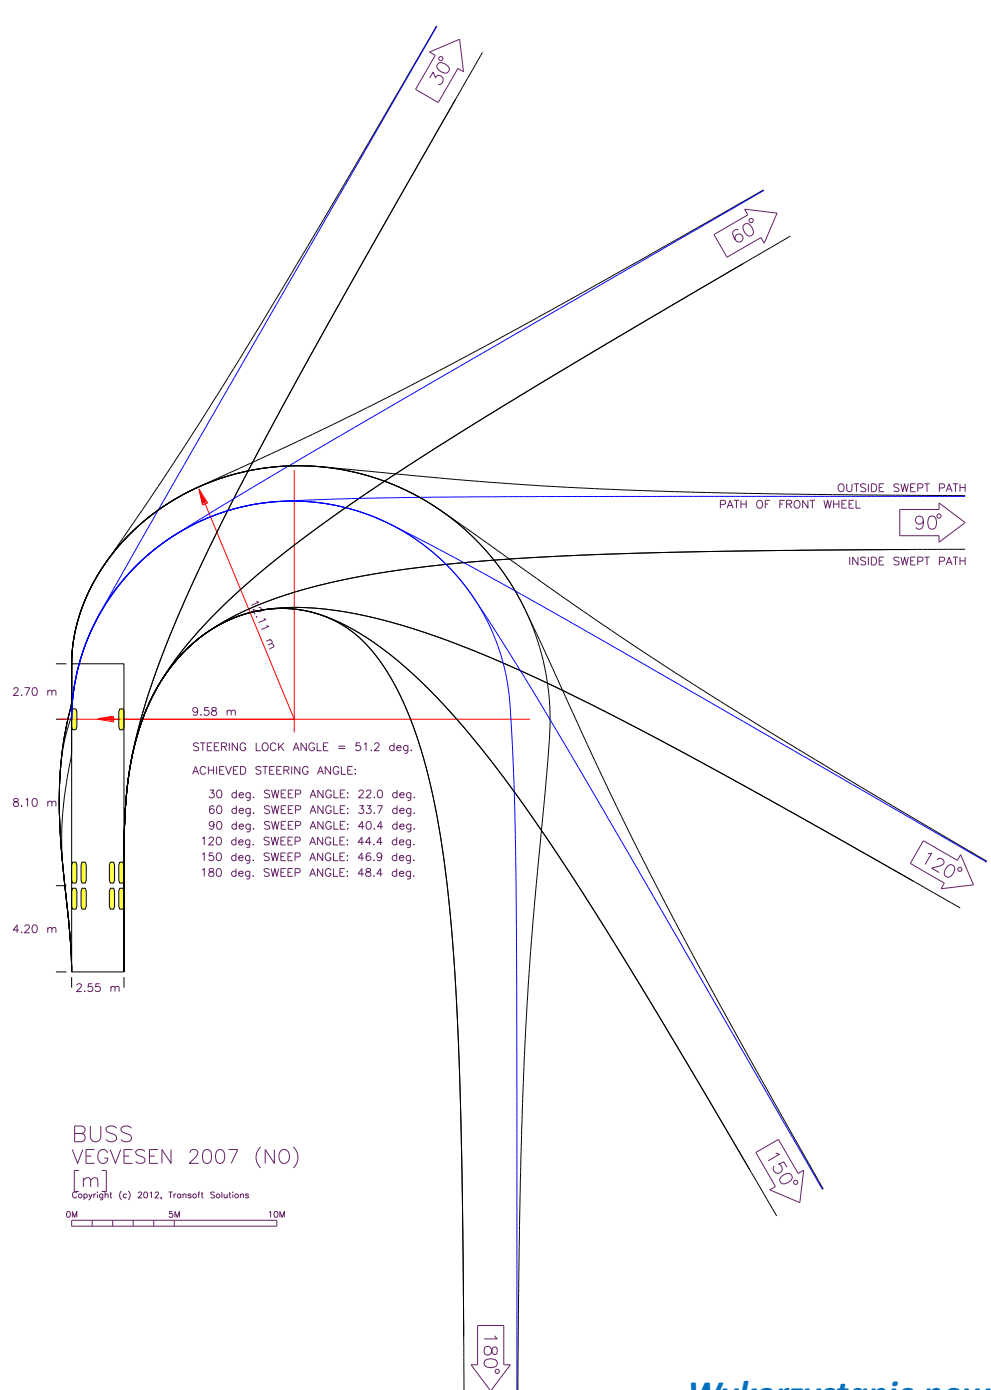 30°
60°
OUTSIDE SWEPT PATH
PATH OF FRONT WHEEL
90°
INSIDE SWEPT PATH
12.11 m
2.70 m
9.58 m
STEERING LOCK ANGLE = 51.2 deg.
ACHIEVED STEERING ANGLE:
30 deg. SWEEP ANGLE: 22.0 deg.
8.10 m
60 deg. SWEEP ANGLE: 33.7 deg.
90 deg. SWEEP ANGLE: 40.4 deg.
120 deg. SWEEP ANGLE: 44.4 deg.
150 deg. SWEEP ANGLE: 46.9 deg.
180 deg. SWEEP ANGLE: 48.4 deg.
120°
4.20 m
2.55 m
BUSS
VEGVESEN 2007 (NO)
[m]
150°
Copyright (c) 2012, Transoft Solutions
0M 5M 10M
180°